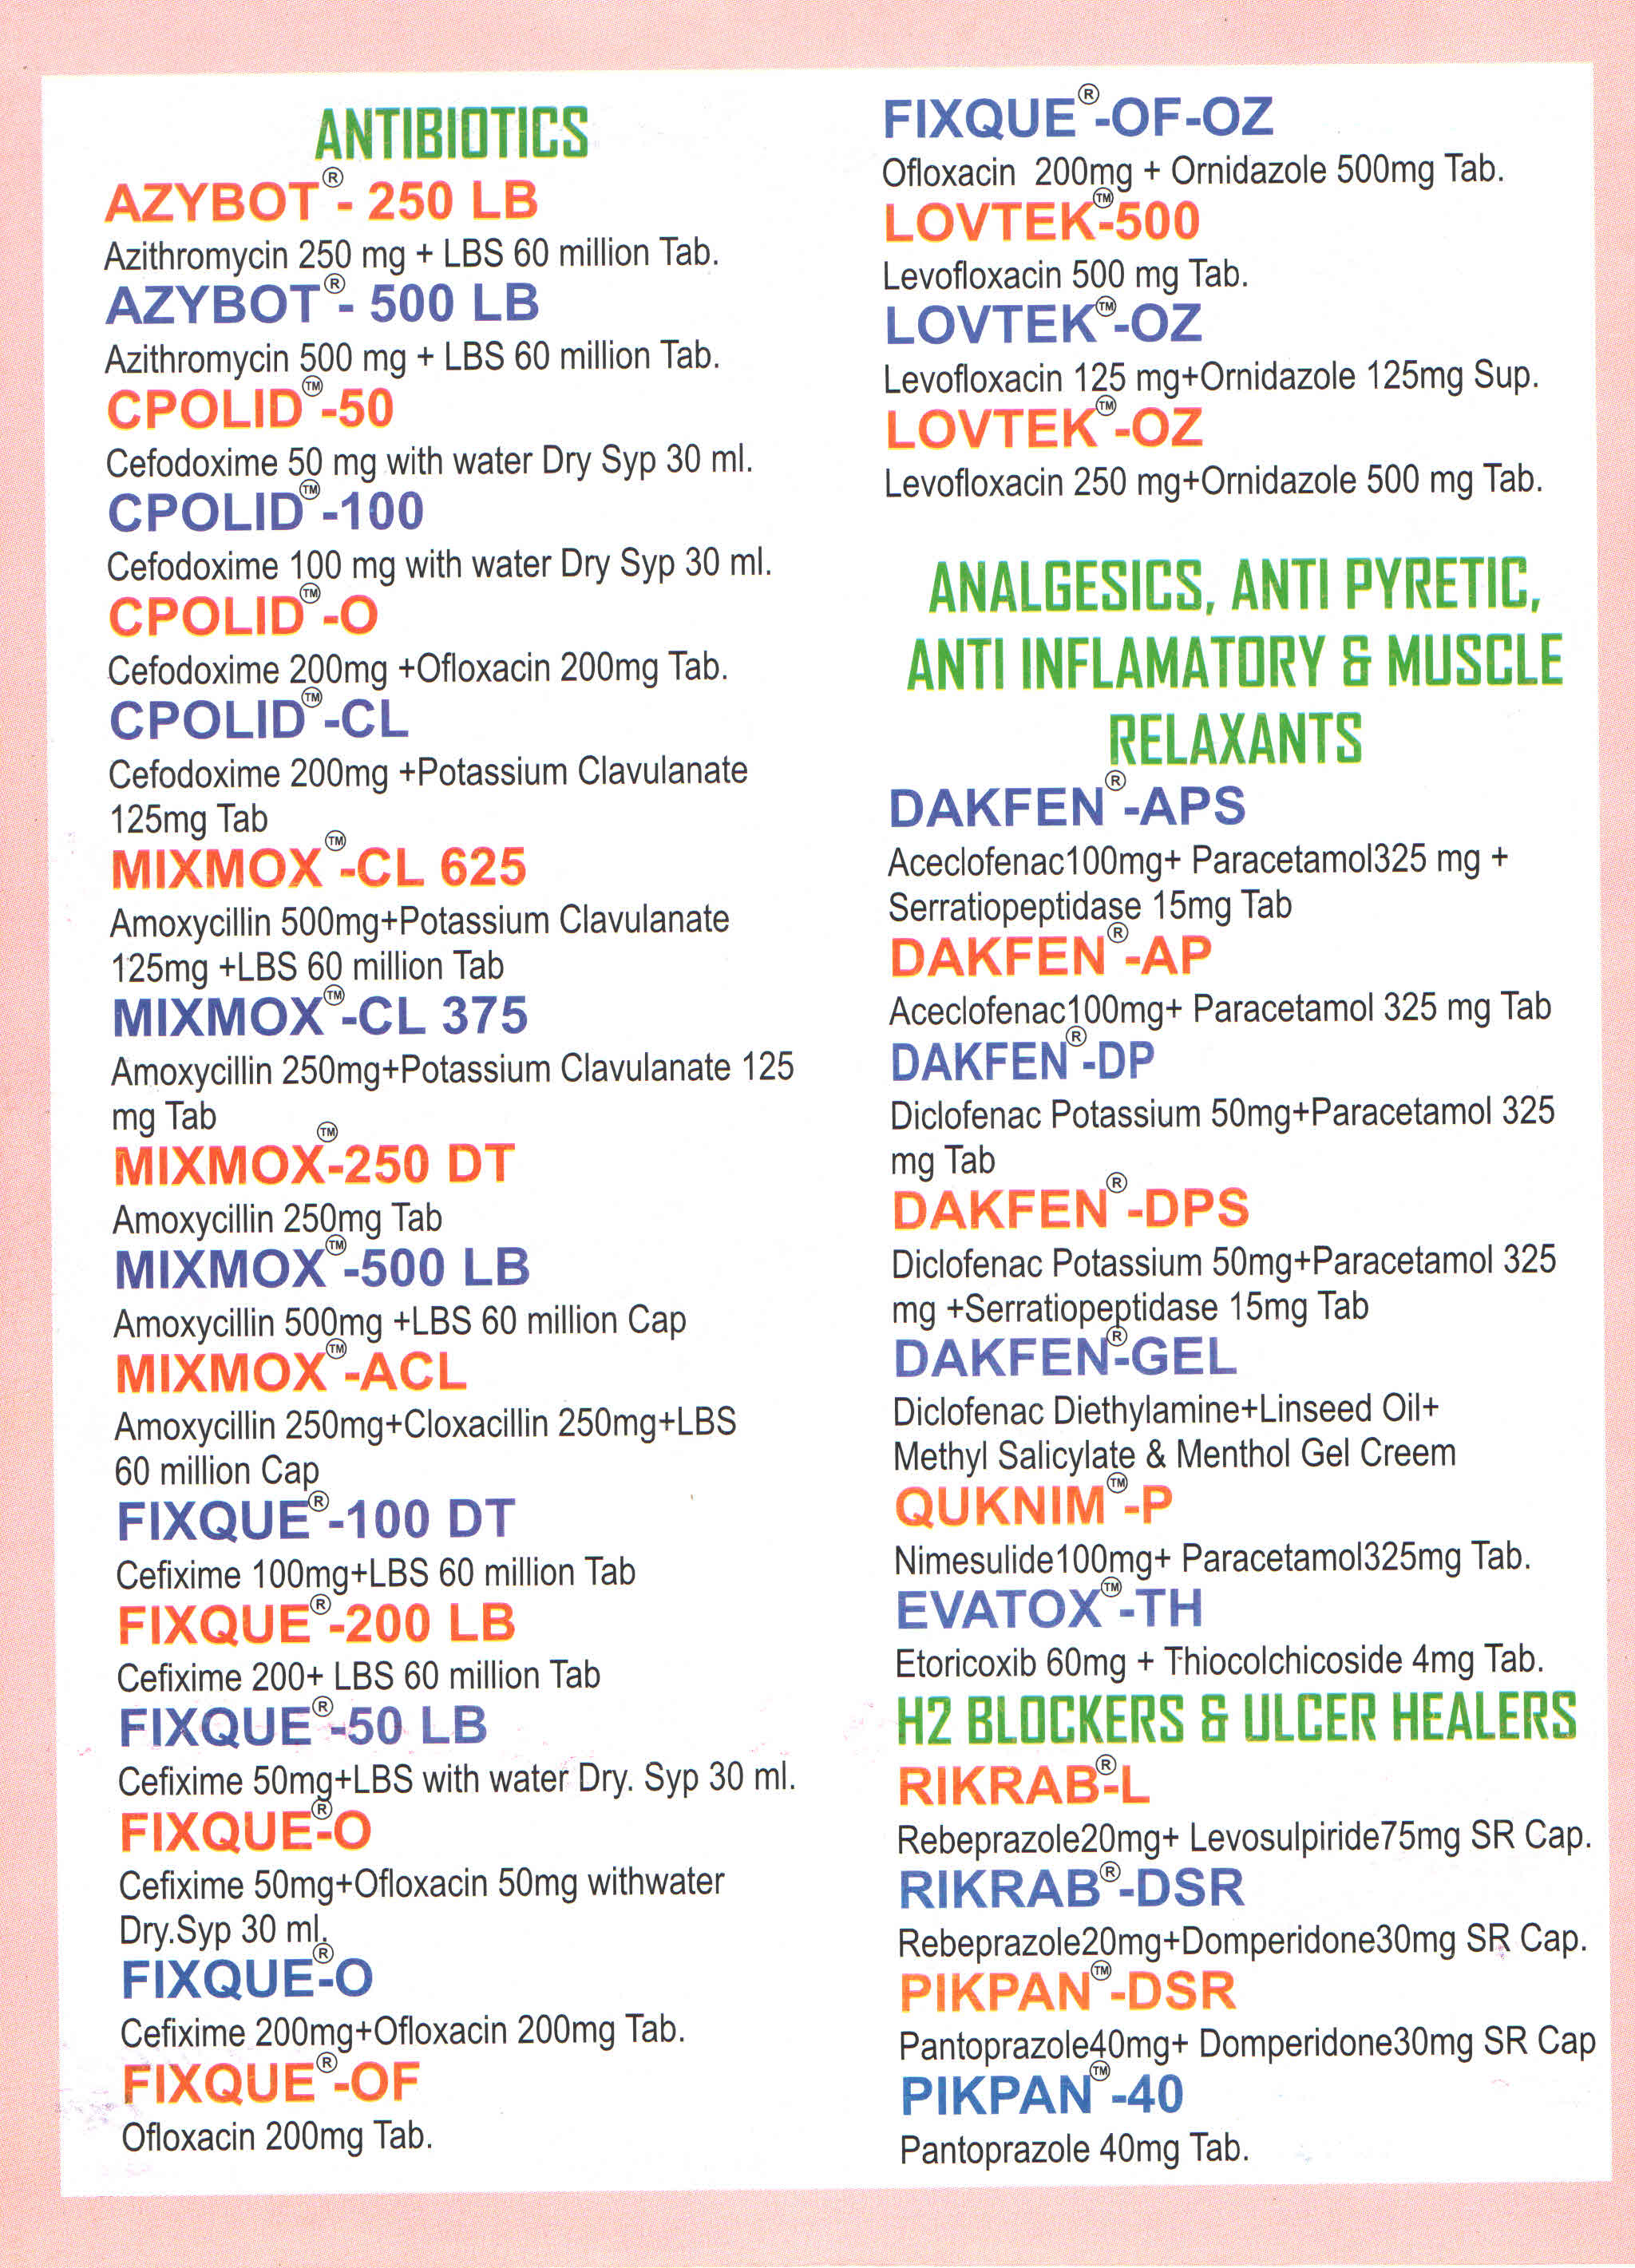 ANTIBIOTICS
AZYBOT®- 250 LB
Azithromycin 250 mg + LBS 60 million Tab.
AZYBOT®- 500 LB
Azithromycin 500 mg + LBS 60 million Tab.
CPOLID™-50
Cefodoxime 50 mg with water Dry Syp 30 ml.
CPOLID™-100
Cefodoxime 100 mg with water Dry Syp 30 ml.
CPOLID™-O
Cefodoxime 200mg +Ofloxacin 200mg Tab.
CPOLID™-CL
Cefodoxime 200mg +Potassium Clavulanate
125mg Tab
MIXMOX™-CL 625
Amoxycillin 500mg+Potassium Clavulanate
125mg +LBS 60 million Tab
MIXMOX™-CL 375
Amoxycillin 250mg+Potassium Clavulanate 125
mg Tab
MIXMOX™-250 DT
Amoxycillin 250mg Tab
MIXMOX™-500 LB
Amoxycillin 500mg +LBS 60 million Cap
MIXMOX™-ACL
Amoxycillin 250mg+Cloxacillin 250mg+LBS
60 million Cap
FIXQUE®-100 DT
Cefixime 100mg+LBS 60 million Tab
FIXQUE®-200 LB
Cefixime 200+ LBS 60 million Tab
FIXQUE®-50 LB
Cefixime 50mg+LBS with water Dry. Syp 30 ml.
FIXQUE®-O
Cefixime 50mg+Ofloxacin 50mg withwater
Dry.Syp 30 ml.
FIXQUE®-O
Cefixime 200mg+Ofloxacin 200mg Tab.
FIXQUE®-OF
Ofloxacin 200mg Tab.
FIXQUE®-OF-OZ
Ofloxacin 200mg + Ornidazole 500mg Tab.
LOVTEK™-500
Levofloxacin 500 mg Tab.
LOVTEK™-OZ
Levofloxacin 125 mg+Ornidazole 125mg Sup.
LOVTEK™-OZ
Levofloxacin 250 mg+Ornidazole 500 mg Tab.
ANALGESICS, ANTI PYRETIC,
ANTI INFLAMATORY & MUSCLE
RELAXANTS
DAKFEN®-APS
Aceclofenac100mg+ Paracetamol325 mg +
Serratiopeptidase 15mg Tab
DAKFEN®-AP
Aceclofenac100mg+ Paracetamol 325 mg Tab
DAKFEN®-DP
Diclofenac Potassium 50mg+Paracetamol 325
mg Tab
DAKFEN®-DPS
Diclofenac Potassium 50mg+Paracetamol 325
mg +Serratiopeptidase 15mg Tab
DAKFEN®-GEL
Diclofenac Diethylamine+Linseed Oil+
Methyl Salicylate & Menthol Gel Creem
QUKNIM™-P
Nimesulide100mg+ Paracetamol325mg Tab.
EVATOX™-TH
Etoricoxib 60mg + Thiocolchicoside 4mg Tab.
H2 BLOCKERS & ULCER HEALERS
RIKRAB®-L
Rebeprazole20mg+ Levosulpiride75mg SR Cap.
RIKRAB®-DSR
Rebeprazole20mg+Domperidone30mg SR Cap.
PIKPAN™-DSR
Pantoprazole40mg+ Domperidone30mg SR Cap
PIKPAN™-40
Pantoprazole 40mg Tab.